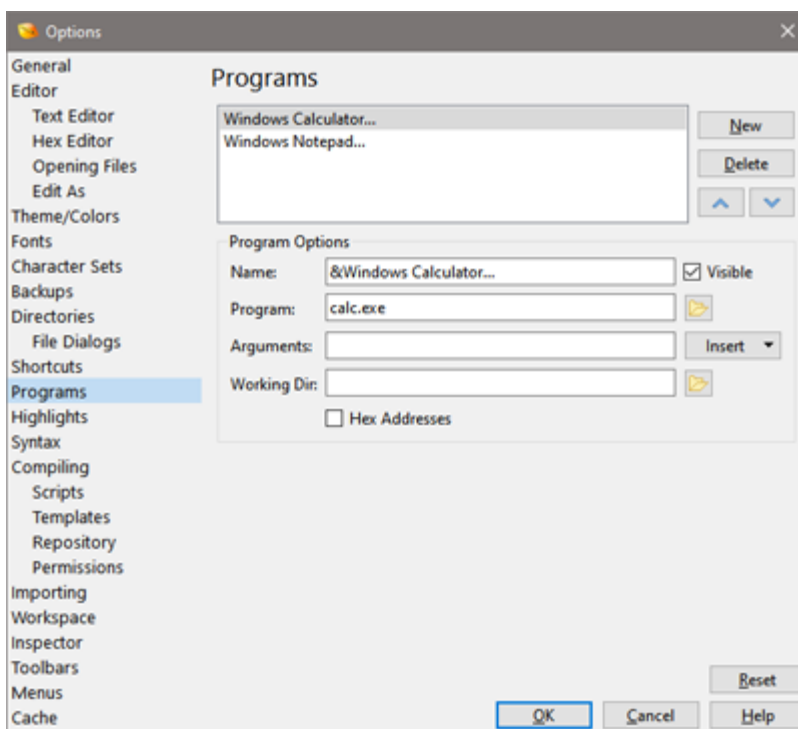 Options
General
Editor
Text Editor
Hex Editor
Opening Files
Edit As
Theme/Colors
Fonts
Character Sets
Backups
Directories
File Dialogs
Shortcuts
Programs
Highlights
Syntax
Compiling
Scripts
Templates
Repository
Permissions
Importing
Workspace
Inspector
Toolbars
Menus
Cache
Programs
Windows Calculator...
Windows Notepad...
New
Delete
Program Options
Name: &Windows Calculator... Visible
Program: calc.exe
Arguments: Insert
Working Dir:
Hex Addresses
Reset
OK Cancel Help